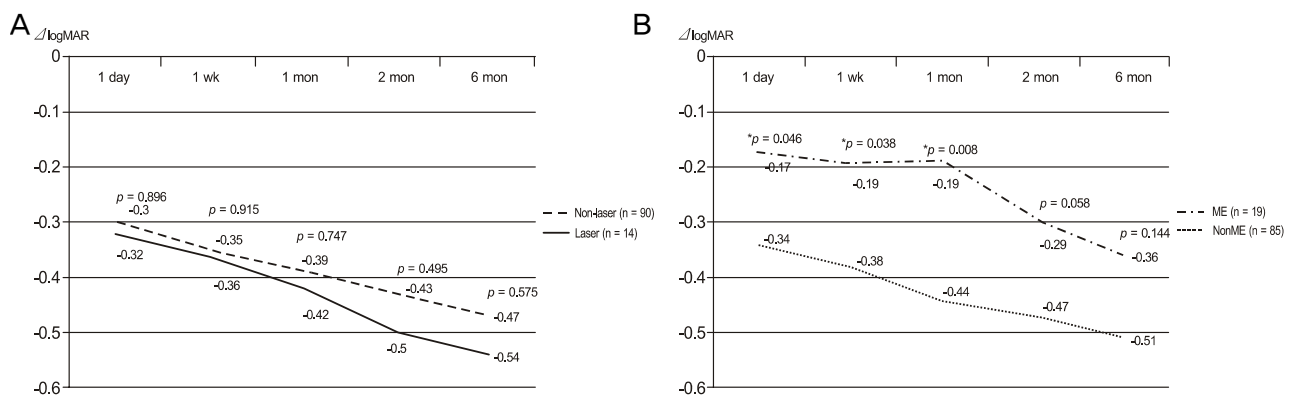 A
⊿logMAR
0
1 day 1 wk 1 mon 2 mon 6 mon
-0.1
-0.2
-0.3
-0.4
-0.5
-0.6
p = 0.896
-0.3
p = 0.915
-0.35
p = 0.747
-0.39
p = 0.495
-0.43
p = 0.575
-0.47
-0.32
-0.36
-0.42
-0.5
-0.54
Non-laser (n = 90)
Laser (n = 14)
B
⊿logMAR
0
1 day 1 wk 1 mon 2 mon 6 mon
-0.1
-0.2
-0.3
-0.4
-0.5
-0.6
*p = 0.046
-0.17
*p = 0.038
-0.19
*p = 0.008
-0.19
p = 0.058
-0.29
p = 0.144
-0.36
-0.34
-0.38
-0.44
-0.47
-0.51
ME (n = 19)
NonME (n = 85)